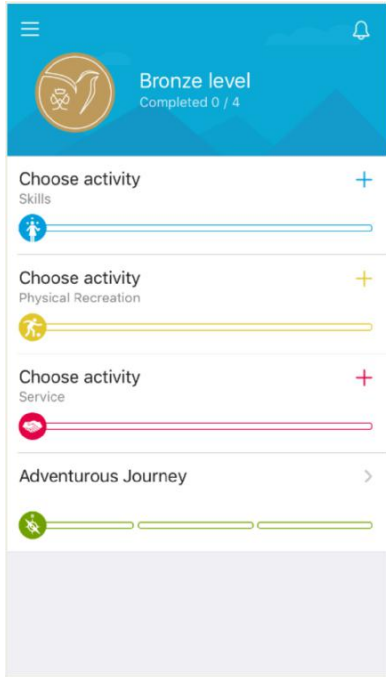 Bronze level
Completed 0 / 4
Choose activity
Skills
Choose activity
Physical Recreation
Choose activity
Service
Adventurous Journey